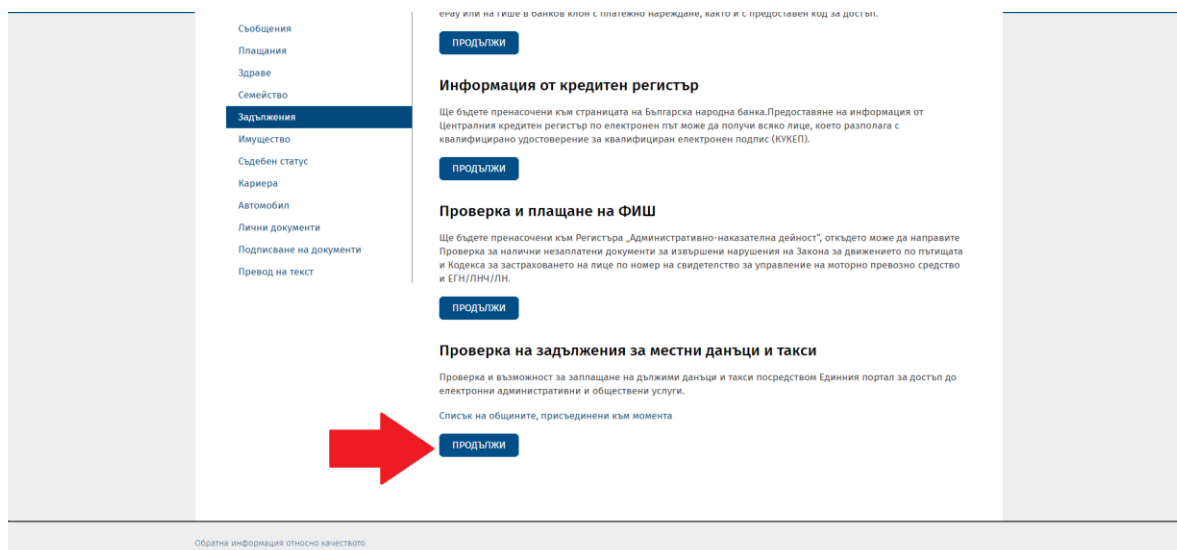 Съобщения
Плащания
Здраве
Семейство
Задължения
Имущество
Съдебен статус
Кариера
Автомобил
Лични документи
Подписване на документи
Превод на текст
ePay или на гише в банков клон с платежно нареждане, както и с предоставен код за достъп.
ПРОДЪЛЖИ
Информация от кредитен регистър
Ще бъдете пренасочени към страницата на Българска народна банка.Предоставяне на информация от
Централния кредитен регистър по електронен път може да получи всяко лице, което разполага с
квалифицирано удостоверение за квалифициран електронен подпис (КУКЕП).
ПРОДЪЛЖИ
Проверка и плащане на ФИШ
Ще бъдете пренасочени към Регистъра „Административно-наказателна дейност“, откъдето може да направите
Проверка за налични незаплатени документи за извършени нарушения на Закона за движението по пътищата
и Кодекса за застраховането на лице по номер на свидетелство за управление на моторно превозно средство
и ЕГН/ЛНЧ/ЛН.
ПРОДЪЛЖИ
Проверка на задължения за местни данъци и такси
Проверка и възможност за заплащане на дължими данъци и такси посредством Единния портал за достъп до
електронни административни и обществени услуги.
Списък на общините, присъединени към момента
ПРОДЪЛЖИ
Обратна информация относно качеството